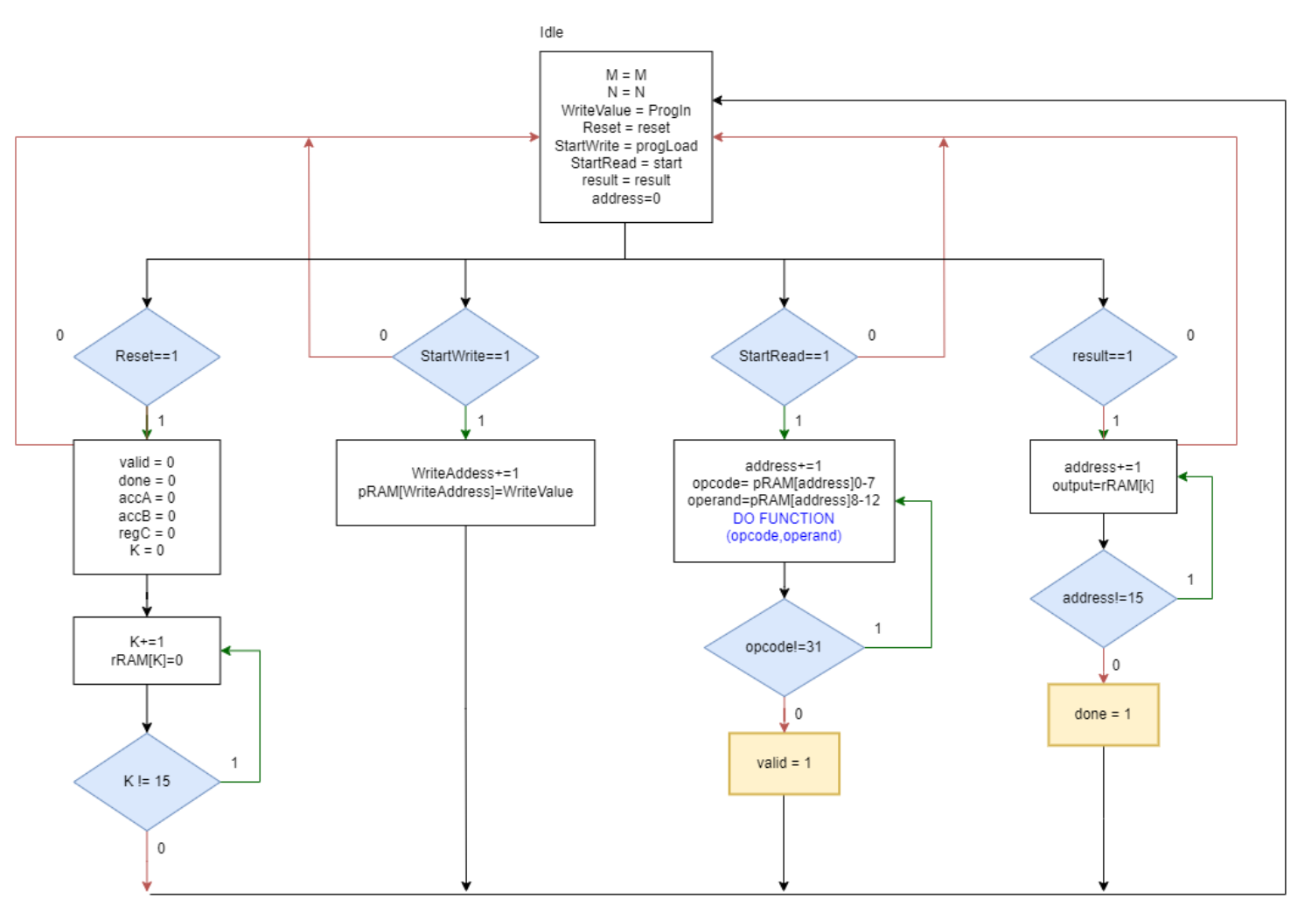 Idle
M = M
N = N
WriteValue = ProgIn
Reset = reset
StartWrite = progLoad
StartRead = start
result = result
address=0
0
Reset==1
0
StartWrite==1
StartRead==1
0
result==1
0
1
1
1
1
valid = 0
done = 0
accA = 0
accB = 0
regC = 0
K = 0
WriteAddess+=1
pRAM[WriteAddress]=WriteValue
address+=1
opcode= pRAM[address]0-7
operand=pRAM[address]8-12
DO FUNCTION
(opcode,operand)
address+=1
output=rRAM[k]
K+=1
rRAM[K]=0
opcode!=31
1
address!=15
1
0
valid = 1
0
done = 1
K != 15
1
0